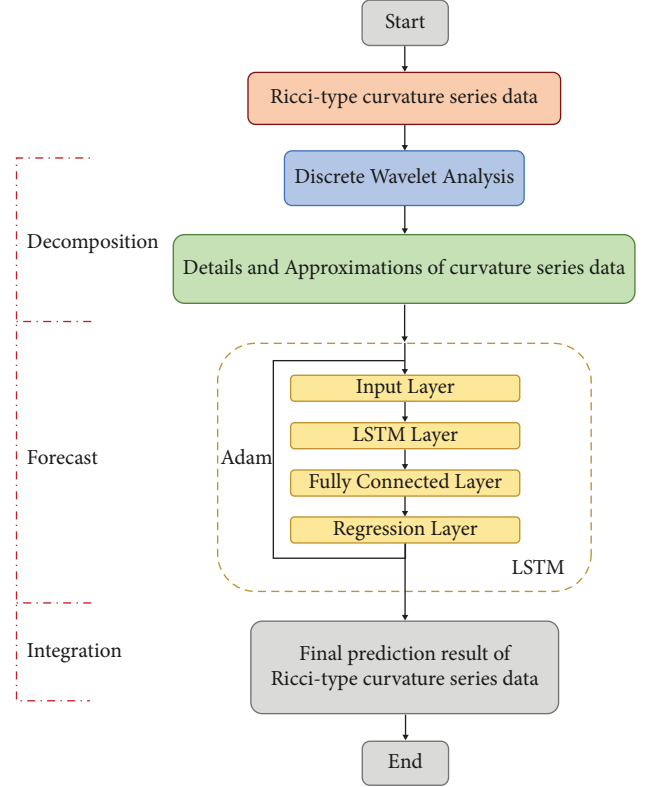 Start
Ricci-type curvature series data
Discrete Wavelet Analysis
Decomposition
Details and Approximations of curvature series data
Input Layer
LSTM Layer
Forecast
Adam
Fully Connected Layer
Regression Layer
LSTM
Integration
Final prediction result of
Ricci-type curvature series data
End